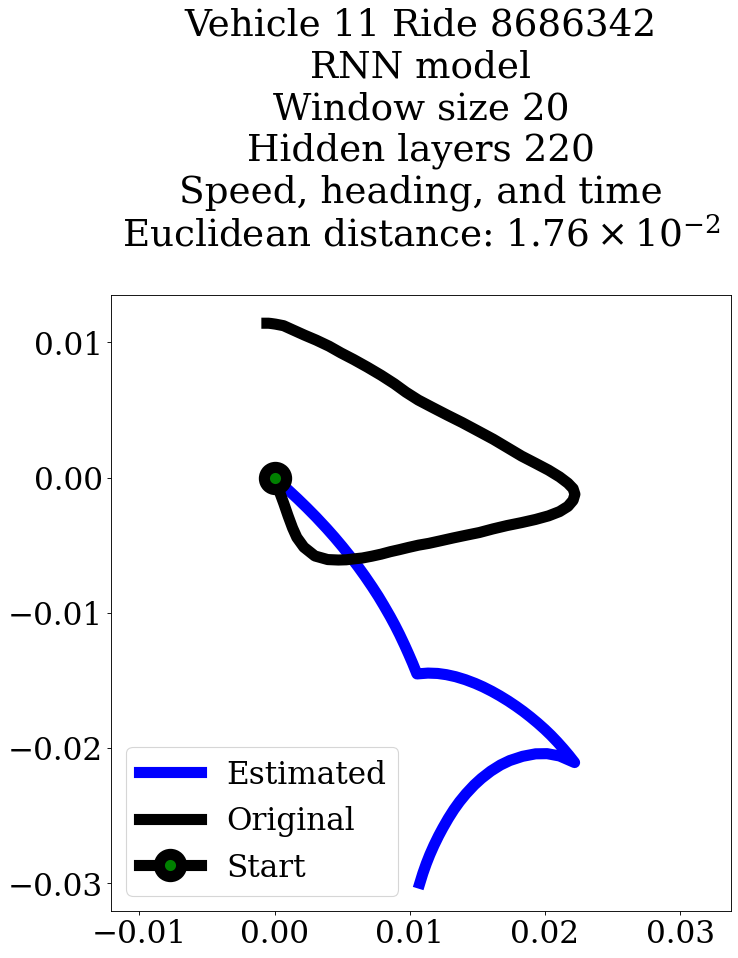 Vehicle 11 Ride 8686342
RNN model
Window size 20
Hidden layers 220
Speed, heading, and time
Euclidean distance: 1.76 × 10⁻²
0.01
0.00
−0.01
−0.02
−0.03
Estimated
Original
Start
−0.01 0.00 0.01 0.02 0.03